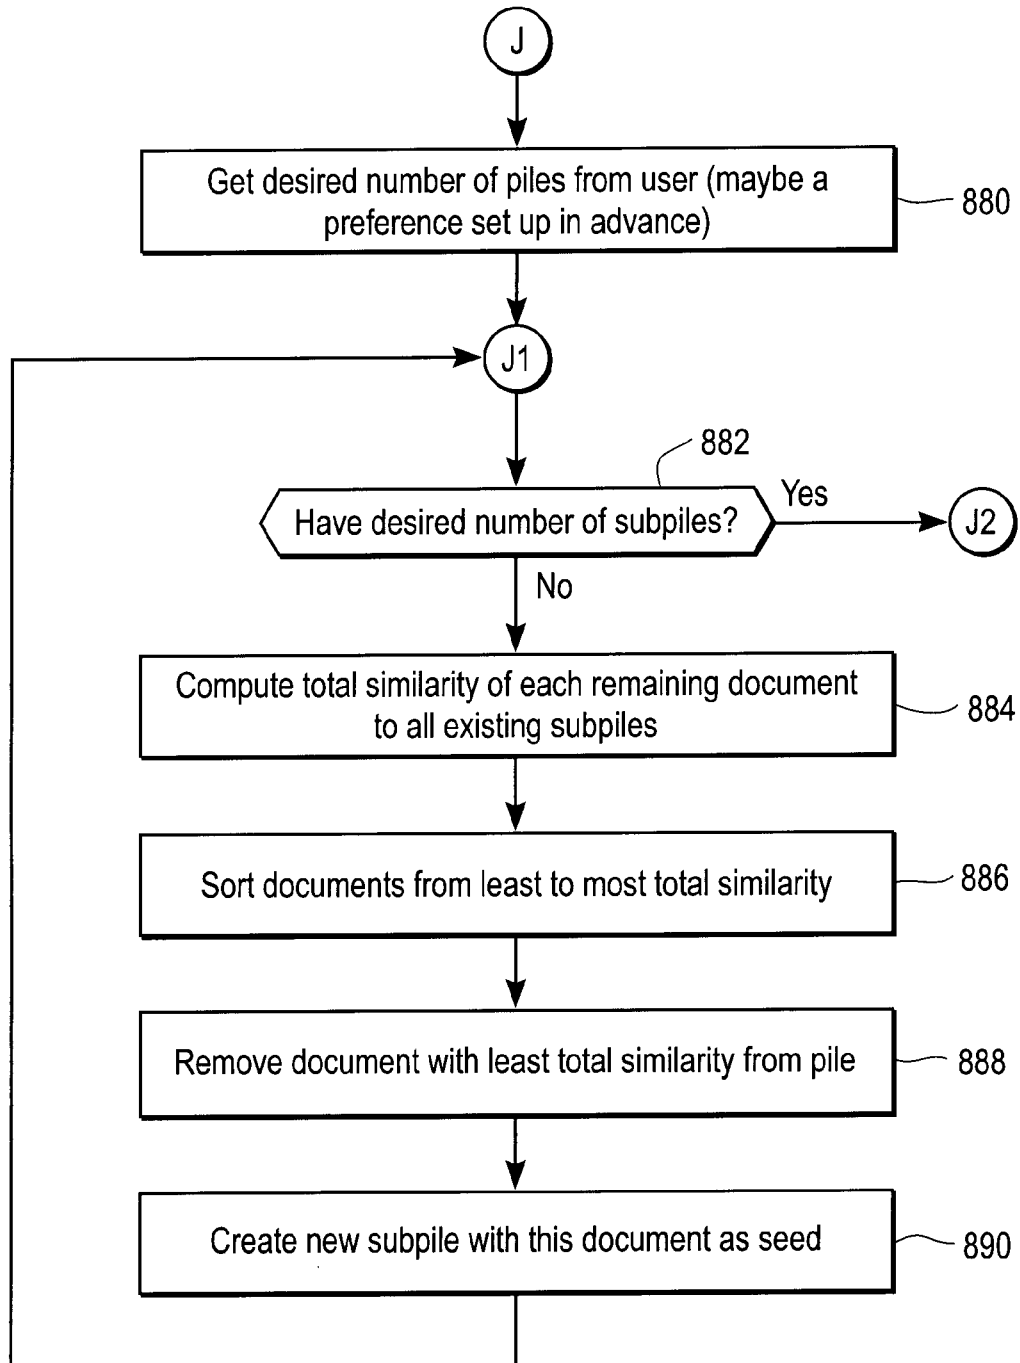 J
Get desired number of piles from user (maybe a
preference set up in advance)
880
J1
882
Have desired number of subpiles?
Yes
J2
No
Compute total similarity of each remaining document
to all existing subpiles
884
Sort documents from least to most total similarity
886
Remove document with least total similarity from pile
888
Create new subpile with this document as seed
890